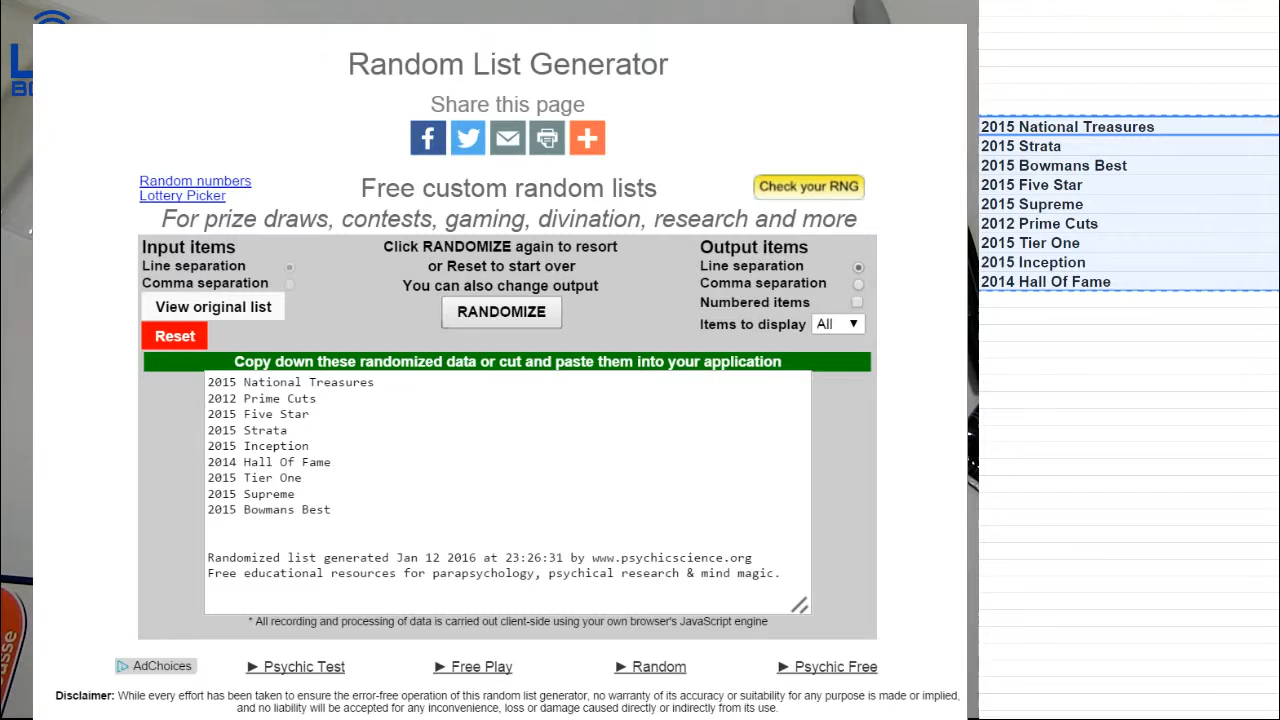 Random List Generator
Share this page
Random numbers
Lottery Picker
Free custom random lists
Check your RNG
For prize draws, contests, gaming, divination, research and more
Input items
Line separation
Comma separation
View original list
Reset
Click RANDOMIZE again to resort
or Reset to start over
You can also change output
RANDOMIZE
Output items
Line separation
Comma separation
Numbered items
Items to display All
Copy down these randomized data or cut and paste them into your application
2015 National Treasures
2012 Prime Cuts
2015 Five Star
2015 Strata
2015 Inception
2014 Hall Of Fame
2015 Tier One
2015 Supreme
2015 Bowmans Best
Randomized list generated Jan 12 2016 at 23:26:31 by www.psychicscience.org
Free educational resources for parapsychology, psychical research & mind magic.
* All recording and processing of data is carried out client-side using your own browser's JavaScript engine
AdChoices
► Psychic Test
► Free Play
► Random
► Psychic Free
Disclaimer: While every effort has been taken to ensure the error-free operation of this random list generator, no warranty of its accuracy or suitability for any purpose is made or implied,
and no liability will be accepted for any inconvenience, loss or damage caused directly or indirectly from its use.
2015 National Treasures
2015 Strata
2015 Bowmans Best
2015 Five Star
2015 Supreme
2012 Prime Cuts
2015 Tier One
2015 Inception
2014 Hall Of Fame